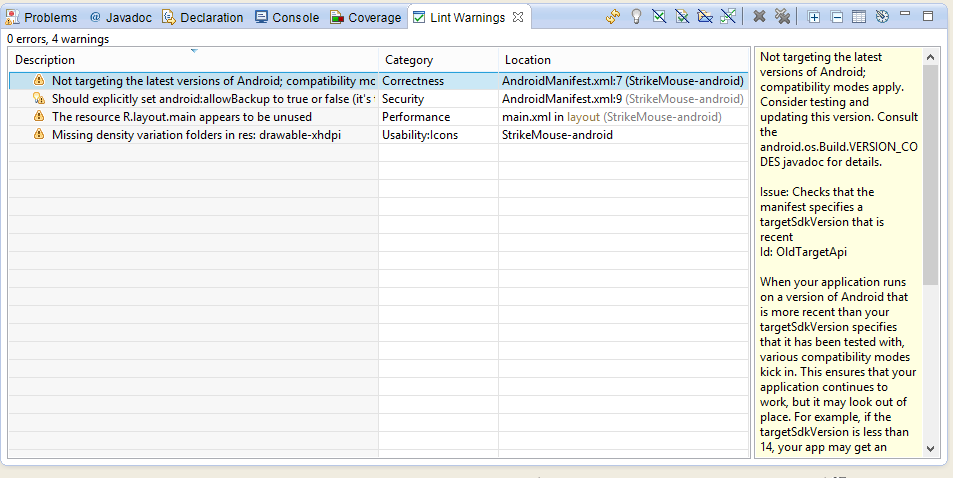 Problems @ Javadoc Declaration Console Coverage Lint Warnings
0 errors, 4 warnings
Description Category Location
Not targeting the latest versions of Android; compatibility mc Correctness AndroidManifest.xml:7 (StrikeMouse-android)
Should explicitly set android:allowBackup to true or false (it's Security AndroidManifest.xml:9 (StrikeMouse-android)
The resource R.layout.main appears to be unused Performance main.xml in layout (StrikeMouse-android)
Missing density variation folders in res: drawable-xhdpi Usability:Icons StrikeMouse-android
Not targeting the latest
versions of Android;
compatibility modes apply.
Consider testing and
updating this version. Consult
the
android.os.Build.VERSION_CO
DES javadoc for details.
Issue: Checks that the
manifest specifies a
targetSdkVersion that is
recent
Id: OldTargetApi
When your application runs
on a version of Android that
is more recent than your
targetSdkVersion specifies
that it has been tested with,
various compatibility modes
kick in. This ensures that your
application continues to
work, but it may look out of
place. For example, if the
targetSdkVersion is less than
14, your app may get an